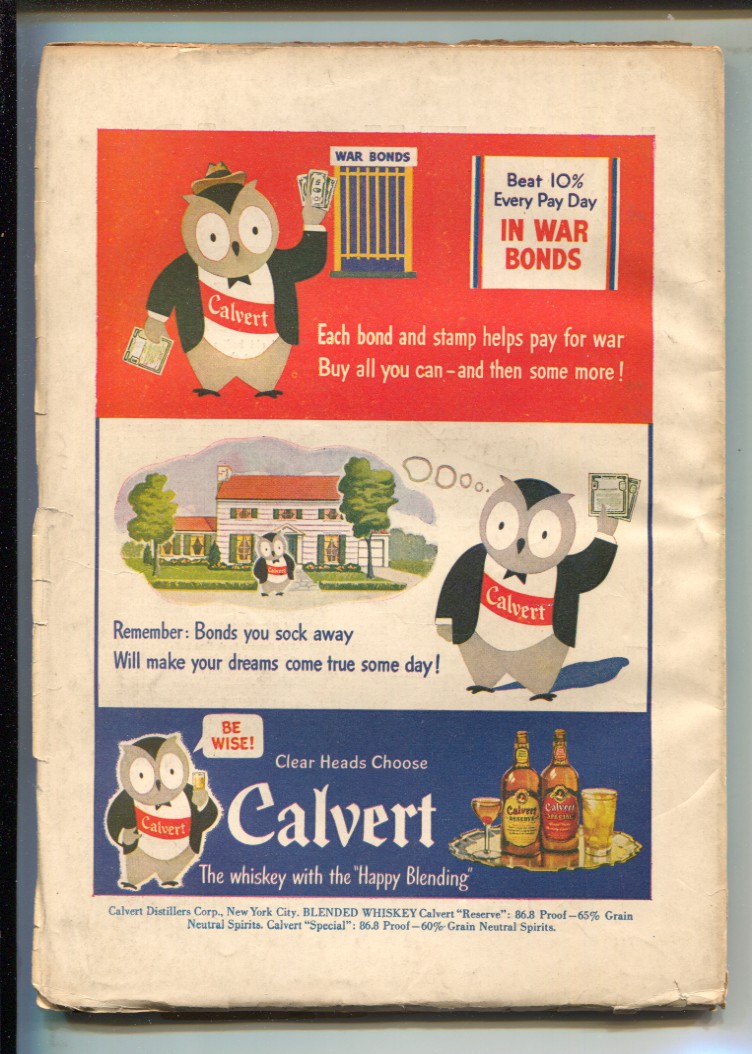 WAR BONDS
Beat 10%
Every Pay Day
IN WAR
BONDS
Calvert
Each bond and stamp helps pay for war
Buy all you can – and then some more!
Calvert
Calvert
Remember: Bonds you sock away
Will make your dreams come true some day!
BE
WISE!
Clear Heads Choose
Calvert
Calvert
The whiskey with the "Happy Blending"
Calvert
RESERVE
Calvert
SPECIAL
Calvert Distillers Corp., New York City. BLENDED WHISKEY Calvert "Reserve": 86.8 Proof—65% Grain
Neutral Spirits. Calvert "Special": 86.8 Proof—60% Grain Neutral Spirits.